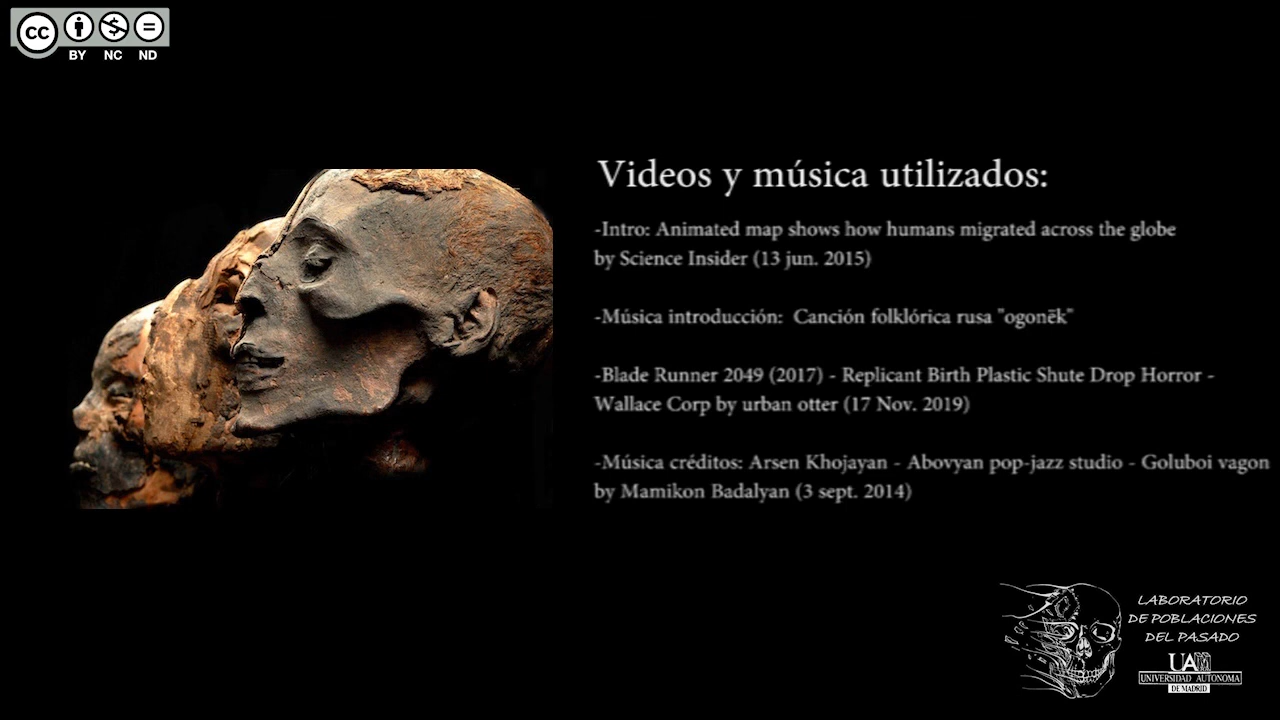 CC
BY NC ND
Videos y música utilizados:
-Intro: Animated map shows how humans migrated across the globe
by Science Insider (13 jun. 2015)
-Música introducción: Canción folklórica rusa "ogonëk"
-Blade Runner 2049 (2017) - Replicant Birth Plastic Shute Drop Horror -
Wallace Corp by urban otter (17 Nov. 2019)
-Música créditos: Arsen Khojayan - Abovyan pop-jazz studio - Goluboi vagon
by Mamikon Badalyan (3 sept. 2014)
LABORATORIO
DE POBLACIONES
DEL PASADO
UAM
UNIVERSIDAD AUTONOMA
DE MADRID